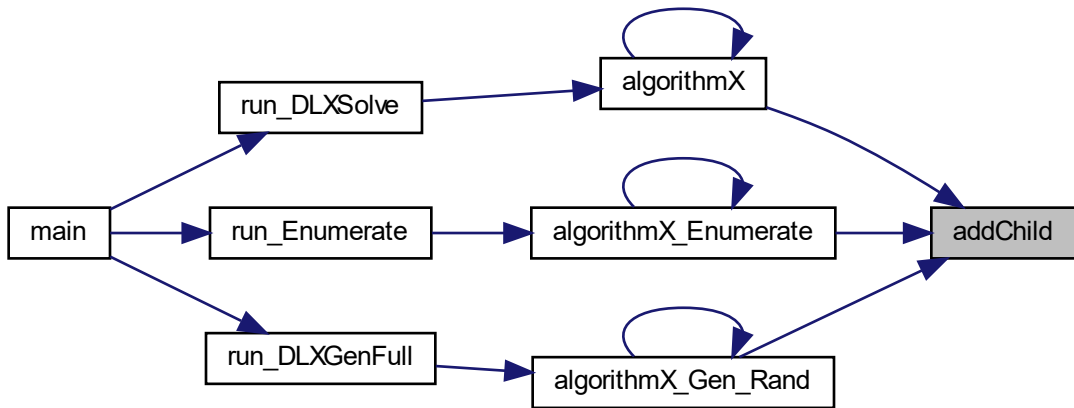 algorithmX
run_DLXSolve
main
run_Enumerate
algorithmX_Enumerate
addChild
run_DLXGenFull
algorithmX_Gen_Rand